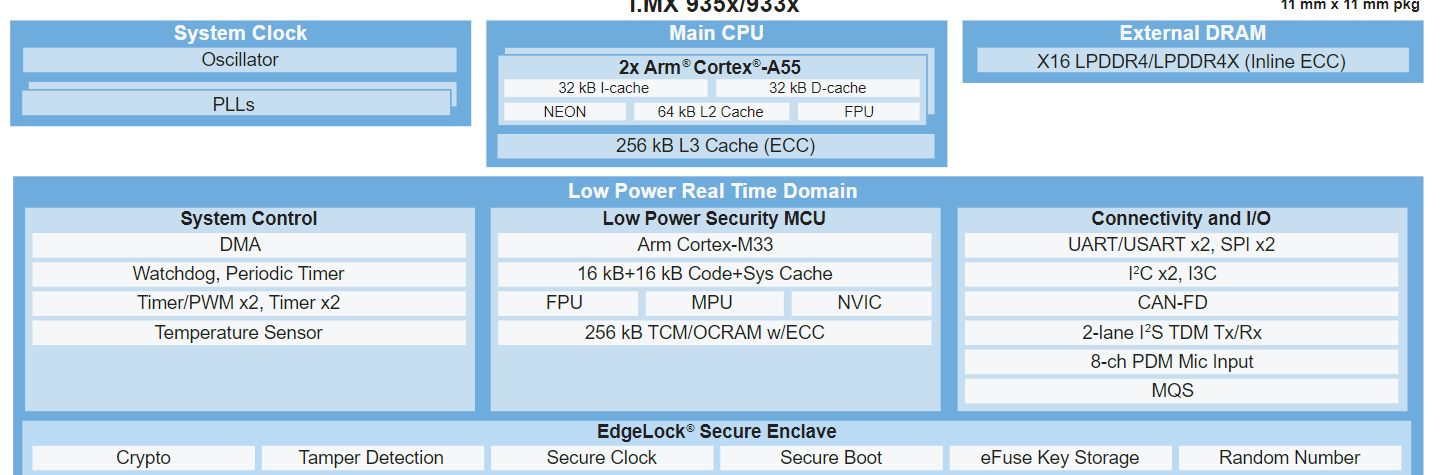 i.MX 935x/933x
11 mm x 11 mm pkg
System Clock
Oscillator
PLLs
Main CPU
2x Arm® Cortex®-A55
32 kB I-cache
32 kB D-cache
NEON
64 kB L2 Cache
FPU
256 kB L3 Cache (ECC)
External DRAM
X16 LPDDR4/LPDDR4X (Inline ECC)
Low Power Real Time Domain
System Control
DMA
Watchdog, Periodic Timer
Timer/PWM x2, Timer x2
Temperature Sensor
Low Power Security MCU
Arm Cortex-M33
16 kB+16 kB Code+Sys Cache
FPU
MPU
NVIC
256 kB TCM/OCRAM w/ECC
Connectivity and I/O
UART/USART x2, SPI x2
I²C x2, I3C
CAN-FD
2-lane I²S TDM Tx/Rx
8-ch PDM Mic Input
MQS
EdgeLock® Secure Enclave
Crypto
Tamper Detection
Secure Clock
Secure Boot
eFuse Key Storage
Random Number